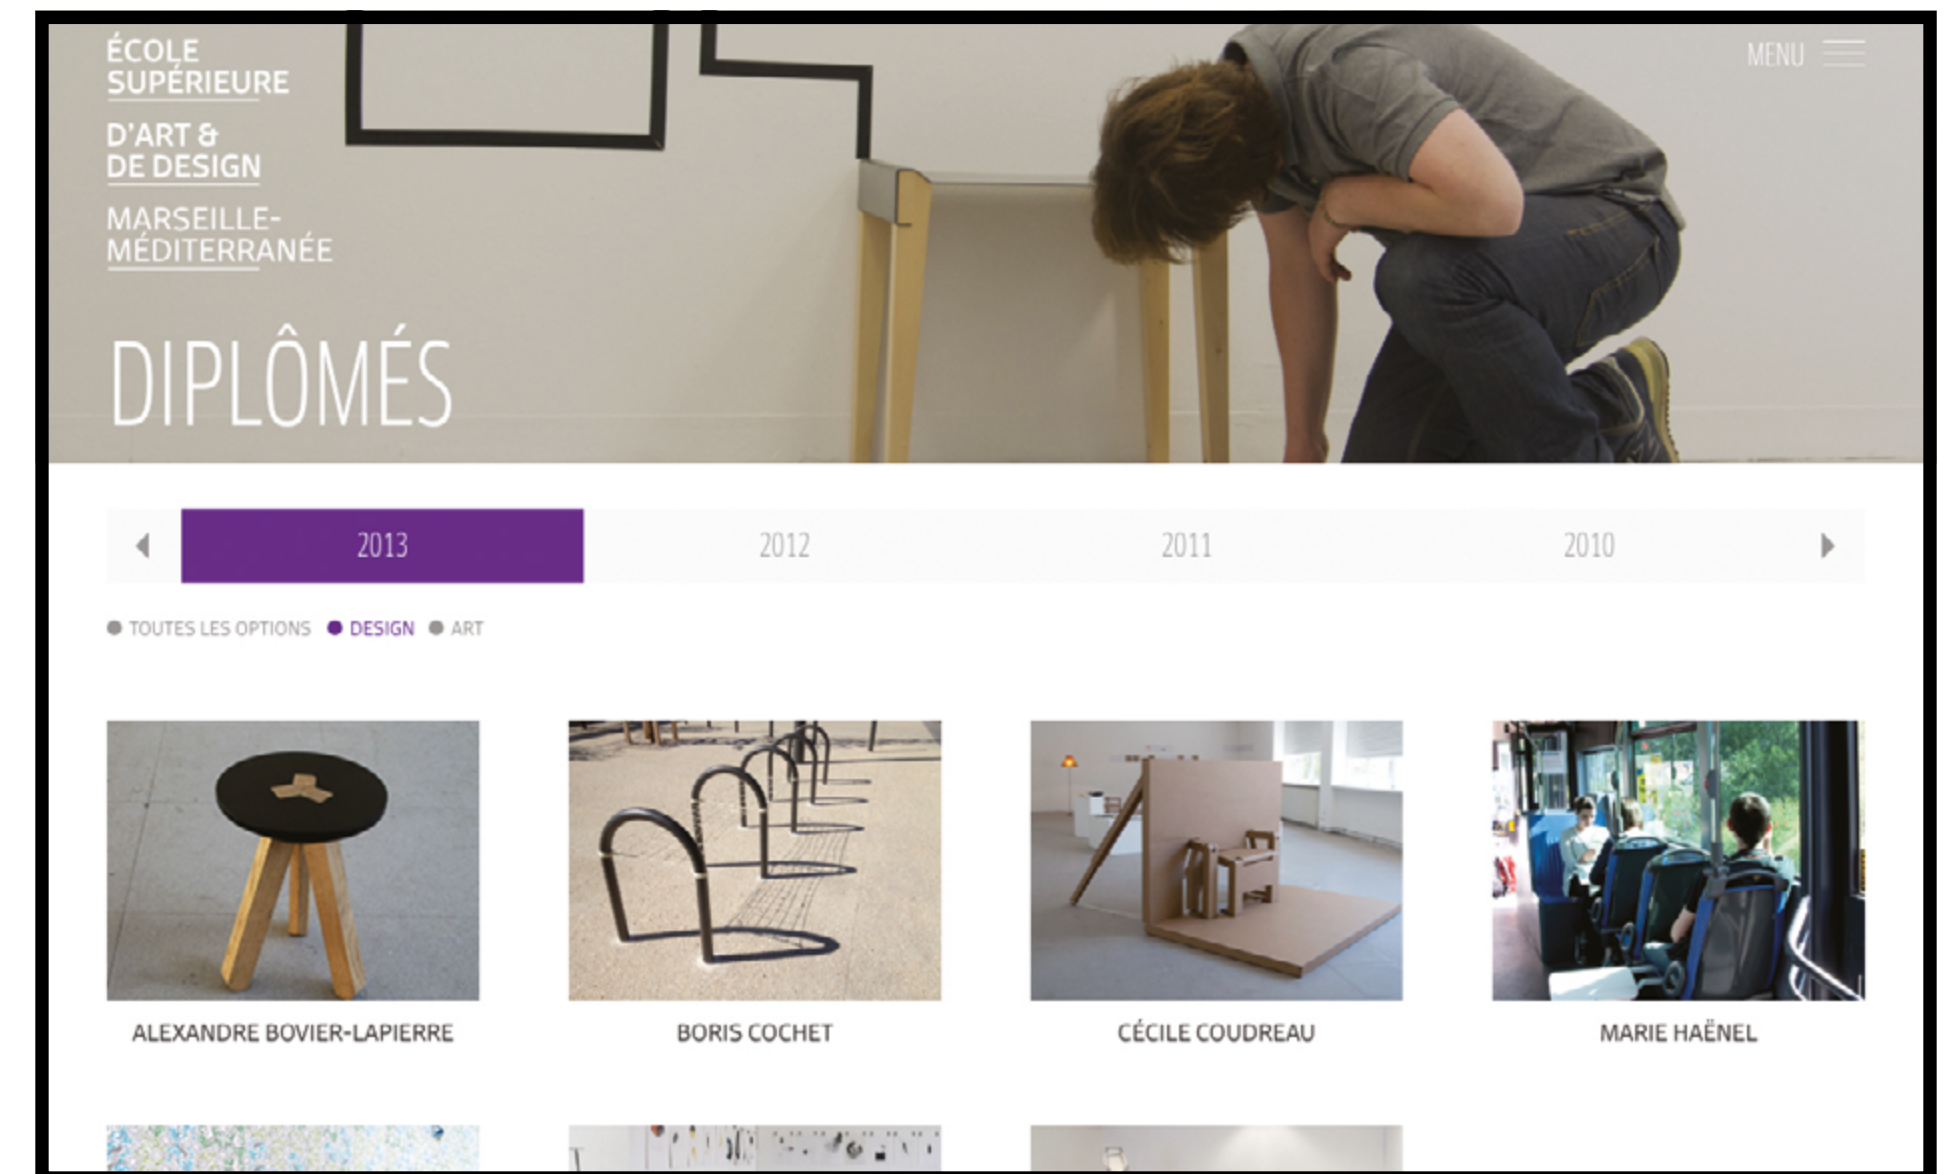 ÉCOLE
SUPÉRIEURE
D'ART &
DE DESIGN
MARSEILLE-
MÉDITERRANÉE
MENU
DIPLÔMÉS
2013 2012 2011 2010
TOUTES LES OPTIONS DESIGN ART
ALEXANDRE BOVIER-LAPIERRE BORIS COCHET CÉCILE COUDREAU MARIE HAËNEL